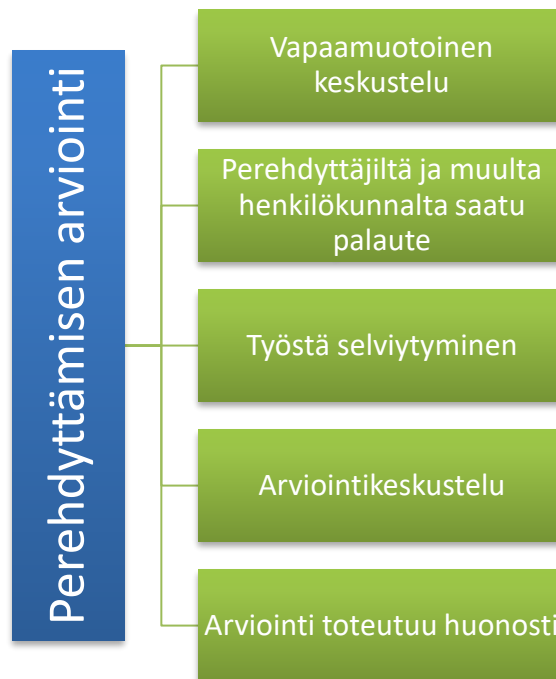 Perehdyttämisen arviointi
Vapaamuotoinen
keskustelu
Perehdyttäjiltä ja muulta
henkilökunnalta saatu
palaute
Työstä selviytyminen
Arviointikeskustelu
Arviointi toteutuu huonosti